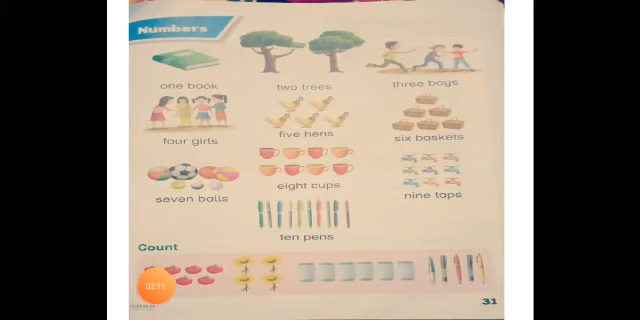 Numbers
one book
two trees
three boys
four girls
five hens
six baskets
seven balls
eight cups
nine taps
ten pens
Count
03:11
31